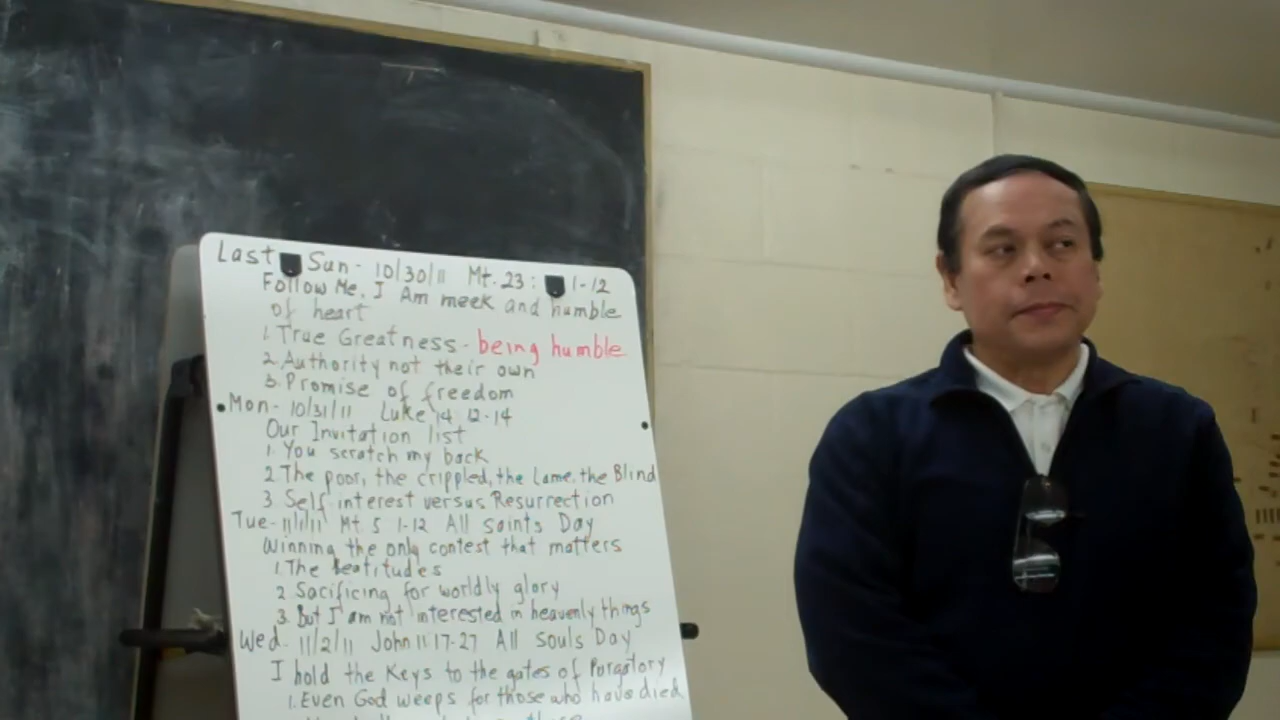 Last Sun - 10/30/11 Mt. 23: 1-12
Follow Me, I Am meek and humble
of heart
1. True Greatness - being humble
2. Authority not their own
3. Promise of freedom
Mon - 10/31/11 Luke 14 12-14
Our Invitation list
1. You scratch my back
2. The poor, the crippled, the Lame, the Blind
3 Self interest versus Resurrection
Tue - 11/1/11 Mt 5 1-12 All Saints Day
Winning the only contest that matters
1. The Beatitudes
2 Sacrificing for worldly glory
3. But I am not interested in heavenly things
Wed - 11/2/11 John 11:17-27 All Souls Day
I hold the Keys to the gates of Purgatory
1. Even God weeps for those who have died